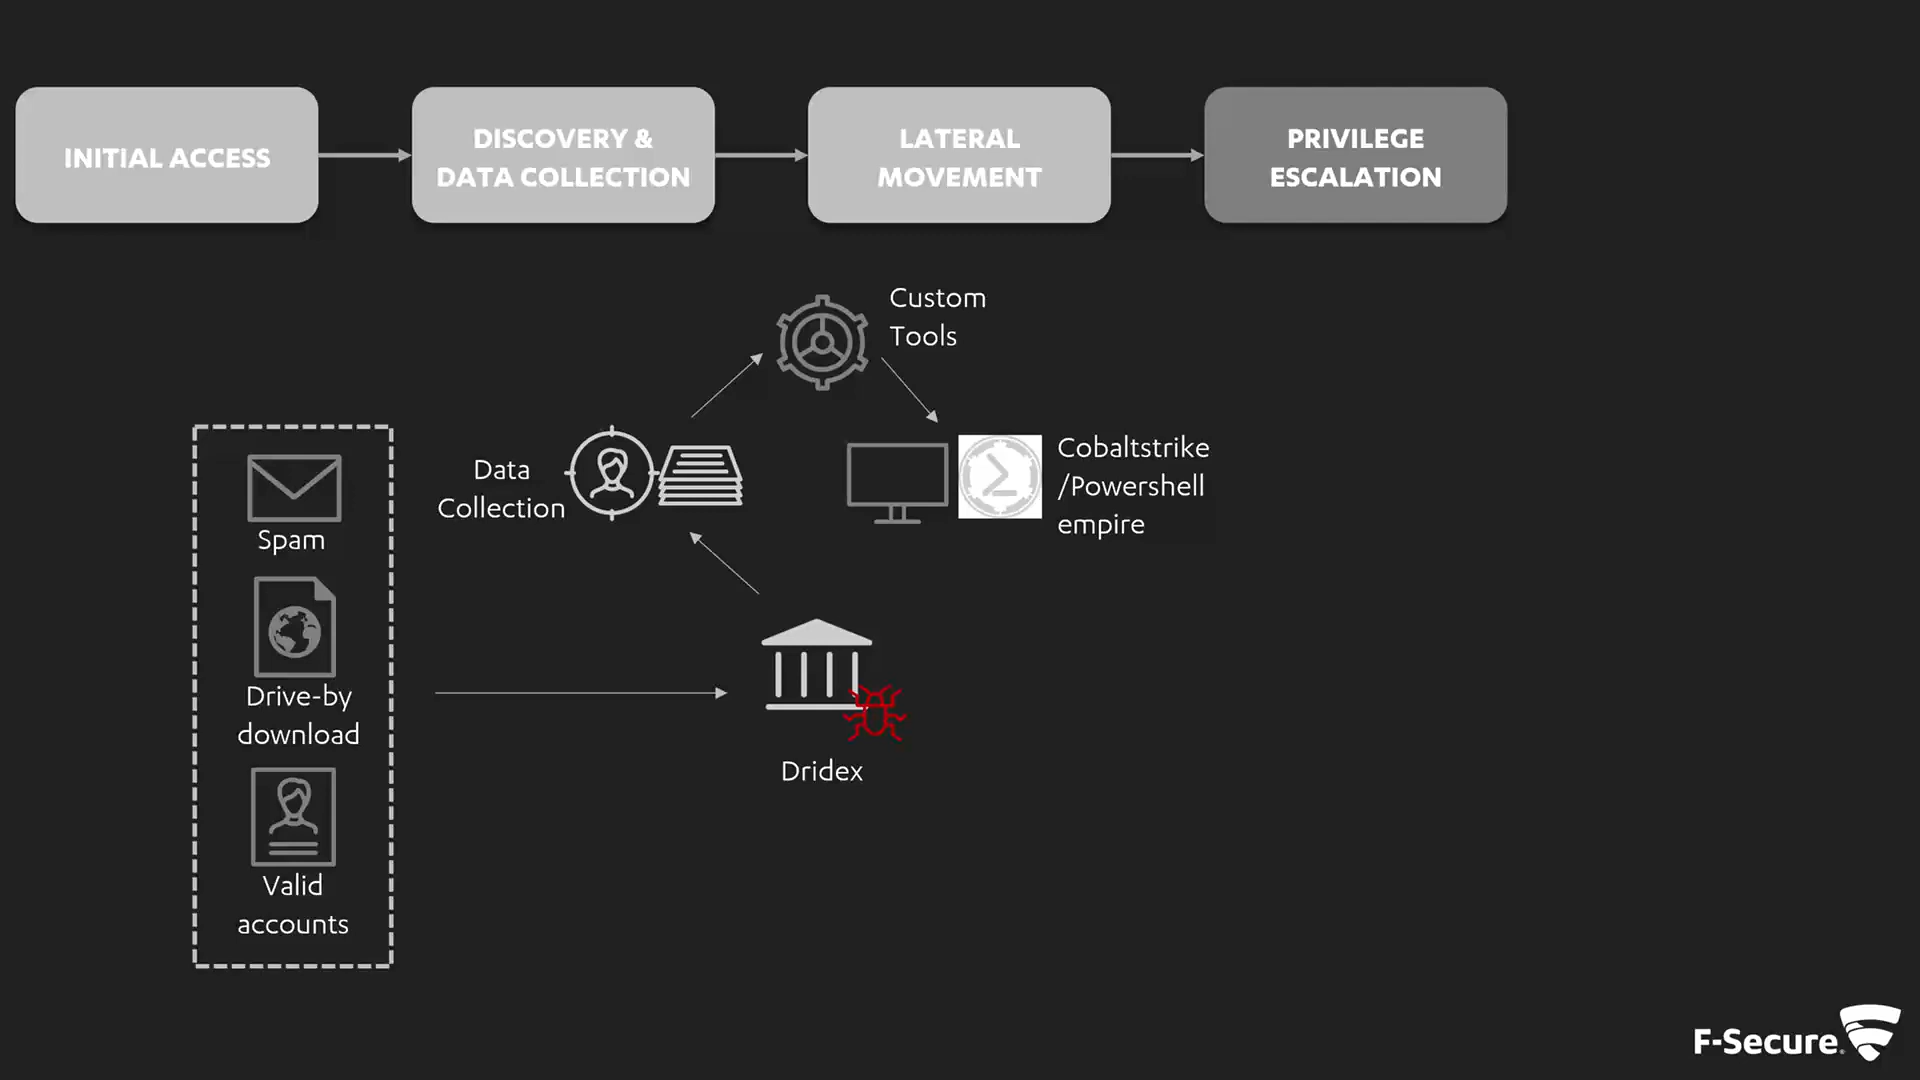 INITIAL ACCESS
DISCOVERY &
DATA COLLECTION
LATERAL
MOVEMENT
PRIVILEGE
ESCALATION
Custom
Tools
Data
Collection
Cobaltstrike
/Powershell
empire
Spam
Drive-by
download
Valid
accounts
Dridex
F-Secure.